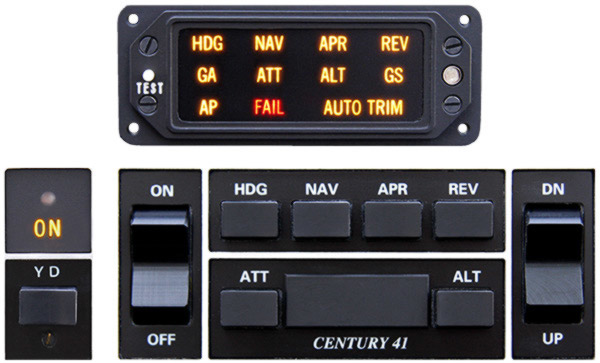 HDG NAV APR REV
GA ATT ALT GS
TEST
AP FAIL AUTO TRIM
ON HDG NAV APR REV DN
ON
Y D
ATT ALT
OFF CENTURY 41 UP